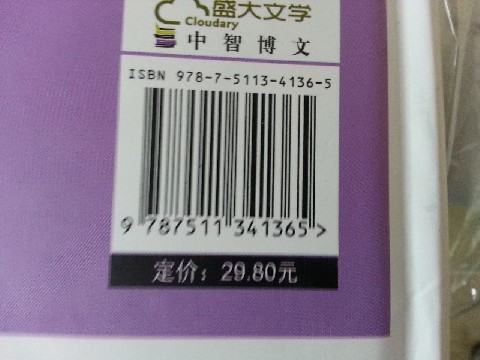 盛大文学
Cloudary
中智博文
ISBN 978-7-5113-4136-5
9 787511 341365>
定价：29.80元